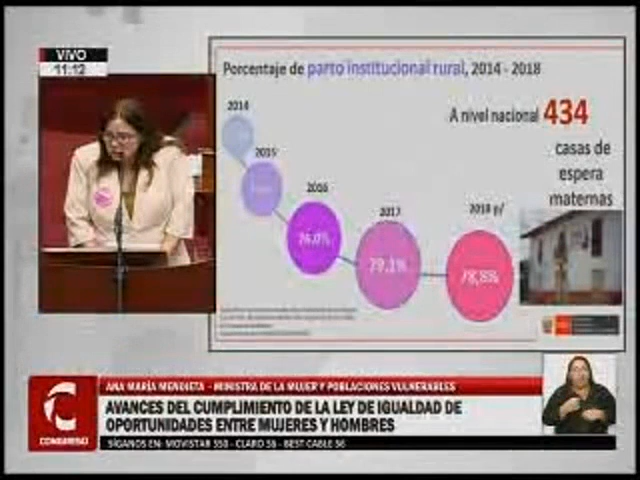 VIVO
11:12
Porcentaje de parto institucional rural, 2014 - 2018
A nivel nacional 434
casas de
espera
maternas
2014
2015
2016
76,0%
2017
79,1%
2018 p/
78,8%
ANA MARÍA MENDIETA - MINISTRA DE LA MUJER Y POBLACIONES VULNERABLES
AVANCES DEL CUMPLIMIENTO DE LA LEY DE IGUALDAD DE
OPORTUNIDADES ENTRE MUJERES Y HOMBRES
CONGRESO
SÍGANOS EN: MOVISTAR 350 - CLARO 56 - BEST CABLE 56